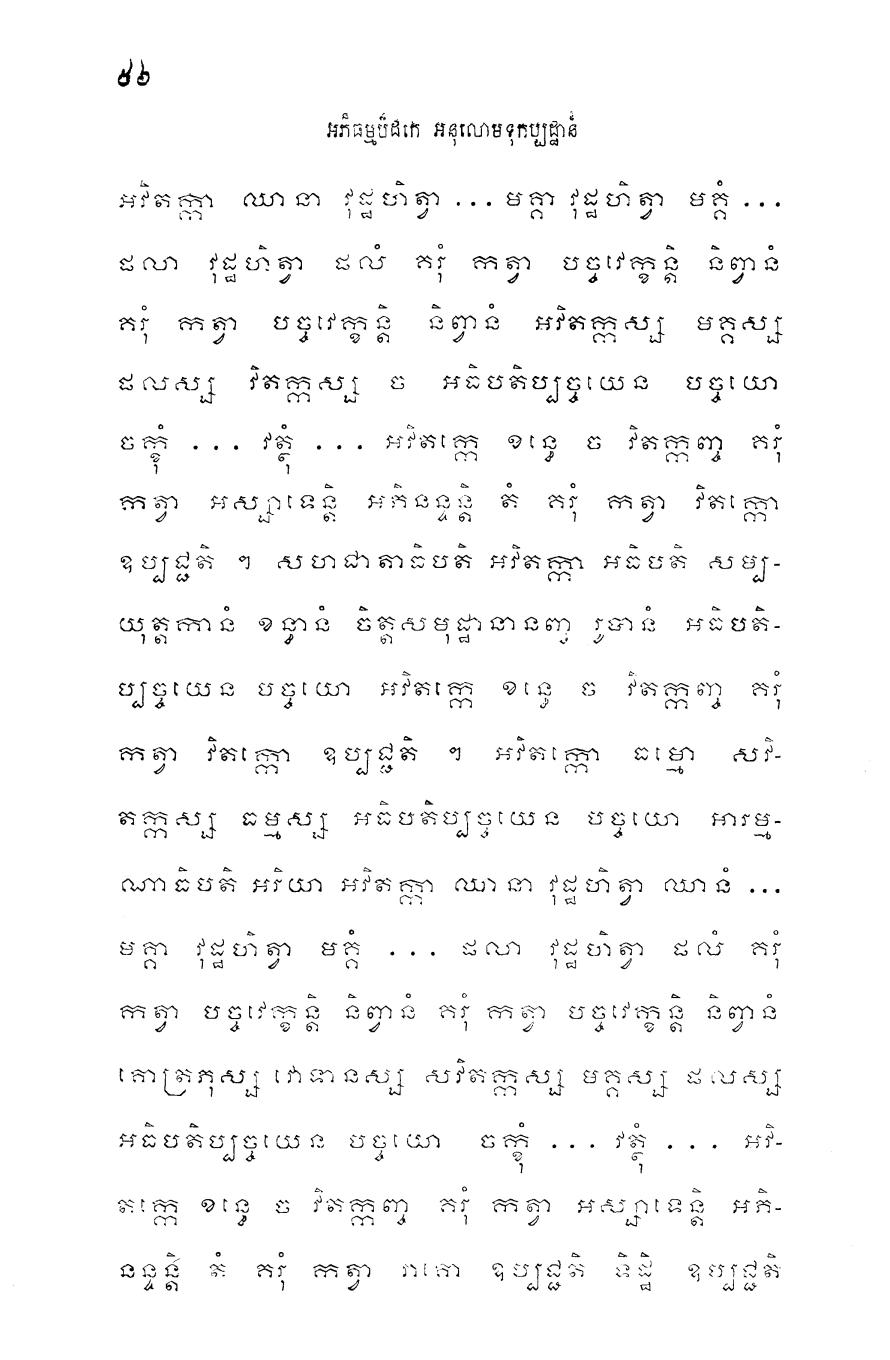 ៥៦
អភិធម្មបិដកេ អនុលោមទុកប្បដ្ឋានំ
អវិតក្កា ឈានា វុដ្ឋហិត្វា ... មគ្គា វុដ្ឋហិត្វា មគ្គំ ...
ផលា វុដ្ឋហិត្វា ផលំ គរុំ កត្វា បច្ចវេក្ខន្តិ និព្វានំ
គរុំ កត្វា បច្ចវេក្ខន្តិ និព្វានំ អវិតក្កស្ស មគ្គស្ស
ផលស្ស វិតក្កស្ស ច អធិបតិប្បច្ចយេន បច្ចយោ
ចក្ខុំ ... វត្ថុំ ... អវិតក្កេ ខន្ធេ ច វិតក្កញ្ច គរុំ
កត្វា អស្សាទេន្តិ អភិនន្ទន្តិ តំ គរុំ កត្វា វិតក្កោ
ឧប្បជ្ជតិ ។ សហជាតាធិបតិ អវិតក្កា អធិបតិ សម្ប-
យុត្តកានំ ខន្ធានំ ចិត្តសមុដ្ឋានានញ្ច រូបានំ អធិបតិ-
ប្បច្ចយេន បច្ចយោ អវិតក្កេ ខន្ធេ ច វិតក្កញ្ច គរុំ
កត្វា វិតក្កោ ឧប្បជ្ជតិ ។ អវិតក្កោ ធម្មោ សវិ-
តក្កស្ស ធម្មស្ស អធិបតិប្បច្ចយេន បច្ចយោ អារម្ម-
ណាធិបតិ អរិយា អវិតក្កា ឈានា វុដ្ឋហិត្វា ឈានំ ...
មគ្គា វុដ្ឋហិត្វា មគ្គំ ... ផលា វុដ្ឋហិត្វា ផលំ គរុំ
កត្វា បច្ចវេក្ខន្តិ និព្វានំ គរុំ កត្វា បច្ចវេក្ខន្តិ និព្វានំ
គោត្រភុស្ស វោទានស្ស សវិតក្កស្ស មគ្គស្ស ផលស្ស
អធិបតិប្បច្ចយេន បច្ចយោ ចក្ខុំ ... វត្ថុំ ... អវិ-
តក្កេ ខន្ធេ ច វិតក្កញ្ច គរុំ កត្វា អស្សាទេន្តិ អភិ-
នន្ទន្តិ តំ គរុំ កត្វា រាគោ ឧប្បជ្ជតិ ទិដ្ឋិ ឧប្បជ្ជតិ